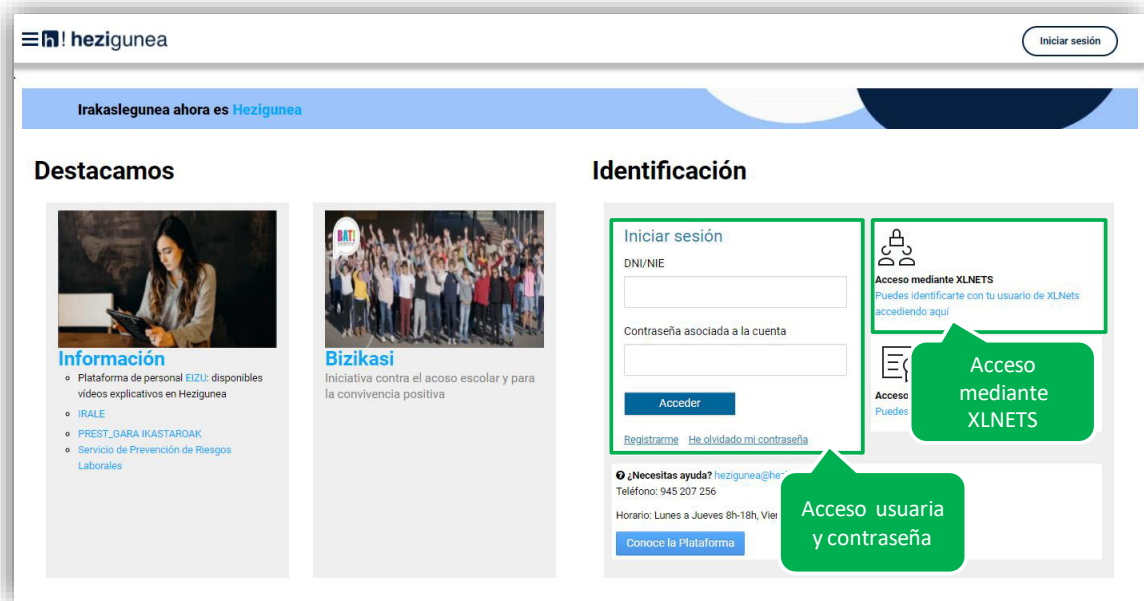 h! hezigunea
Iniciar sesión
Irakaslegunea ahora es Hezigunea
Destacamos
BAT!
Información
Plataforma de personal EIZU: disponibles
vídeos explicativos en Hezigunea
IRALE
PREST_GARA IKASTAROAK
Servicio de Prevención de Riesgos
Laborales
Bizikasi
Iniciativa contra el acoso escolar y para
la convivencia positiva
Identificación
Iniciar sesión
DNI/NIE
Contraseña asociada a la cuenta
Acceder
Registrarme He olvidado mi contraseña
Acceso mediante XLNETS
Puedes identificarte con tu usuario de XLNets
accediendo aquí
Acceso
Puedes
Acceso
mediante
XLNETS
¿Necesitas ayuda? hezigunea@he
Teléfono: 945 207 256
Horario: Lunes a Jueves 8h-18h, Vier
Conoce la Plataforma
Acceso usuaria
y contraseña